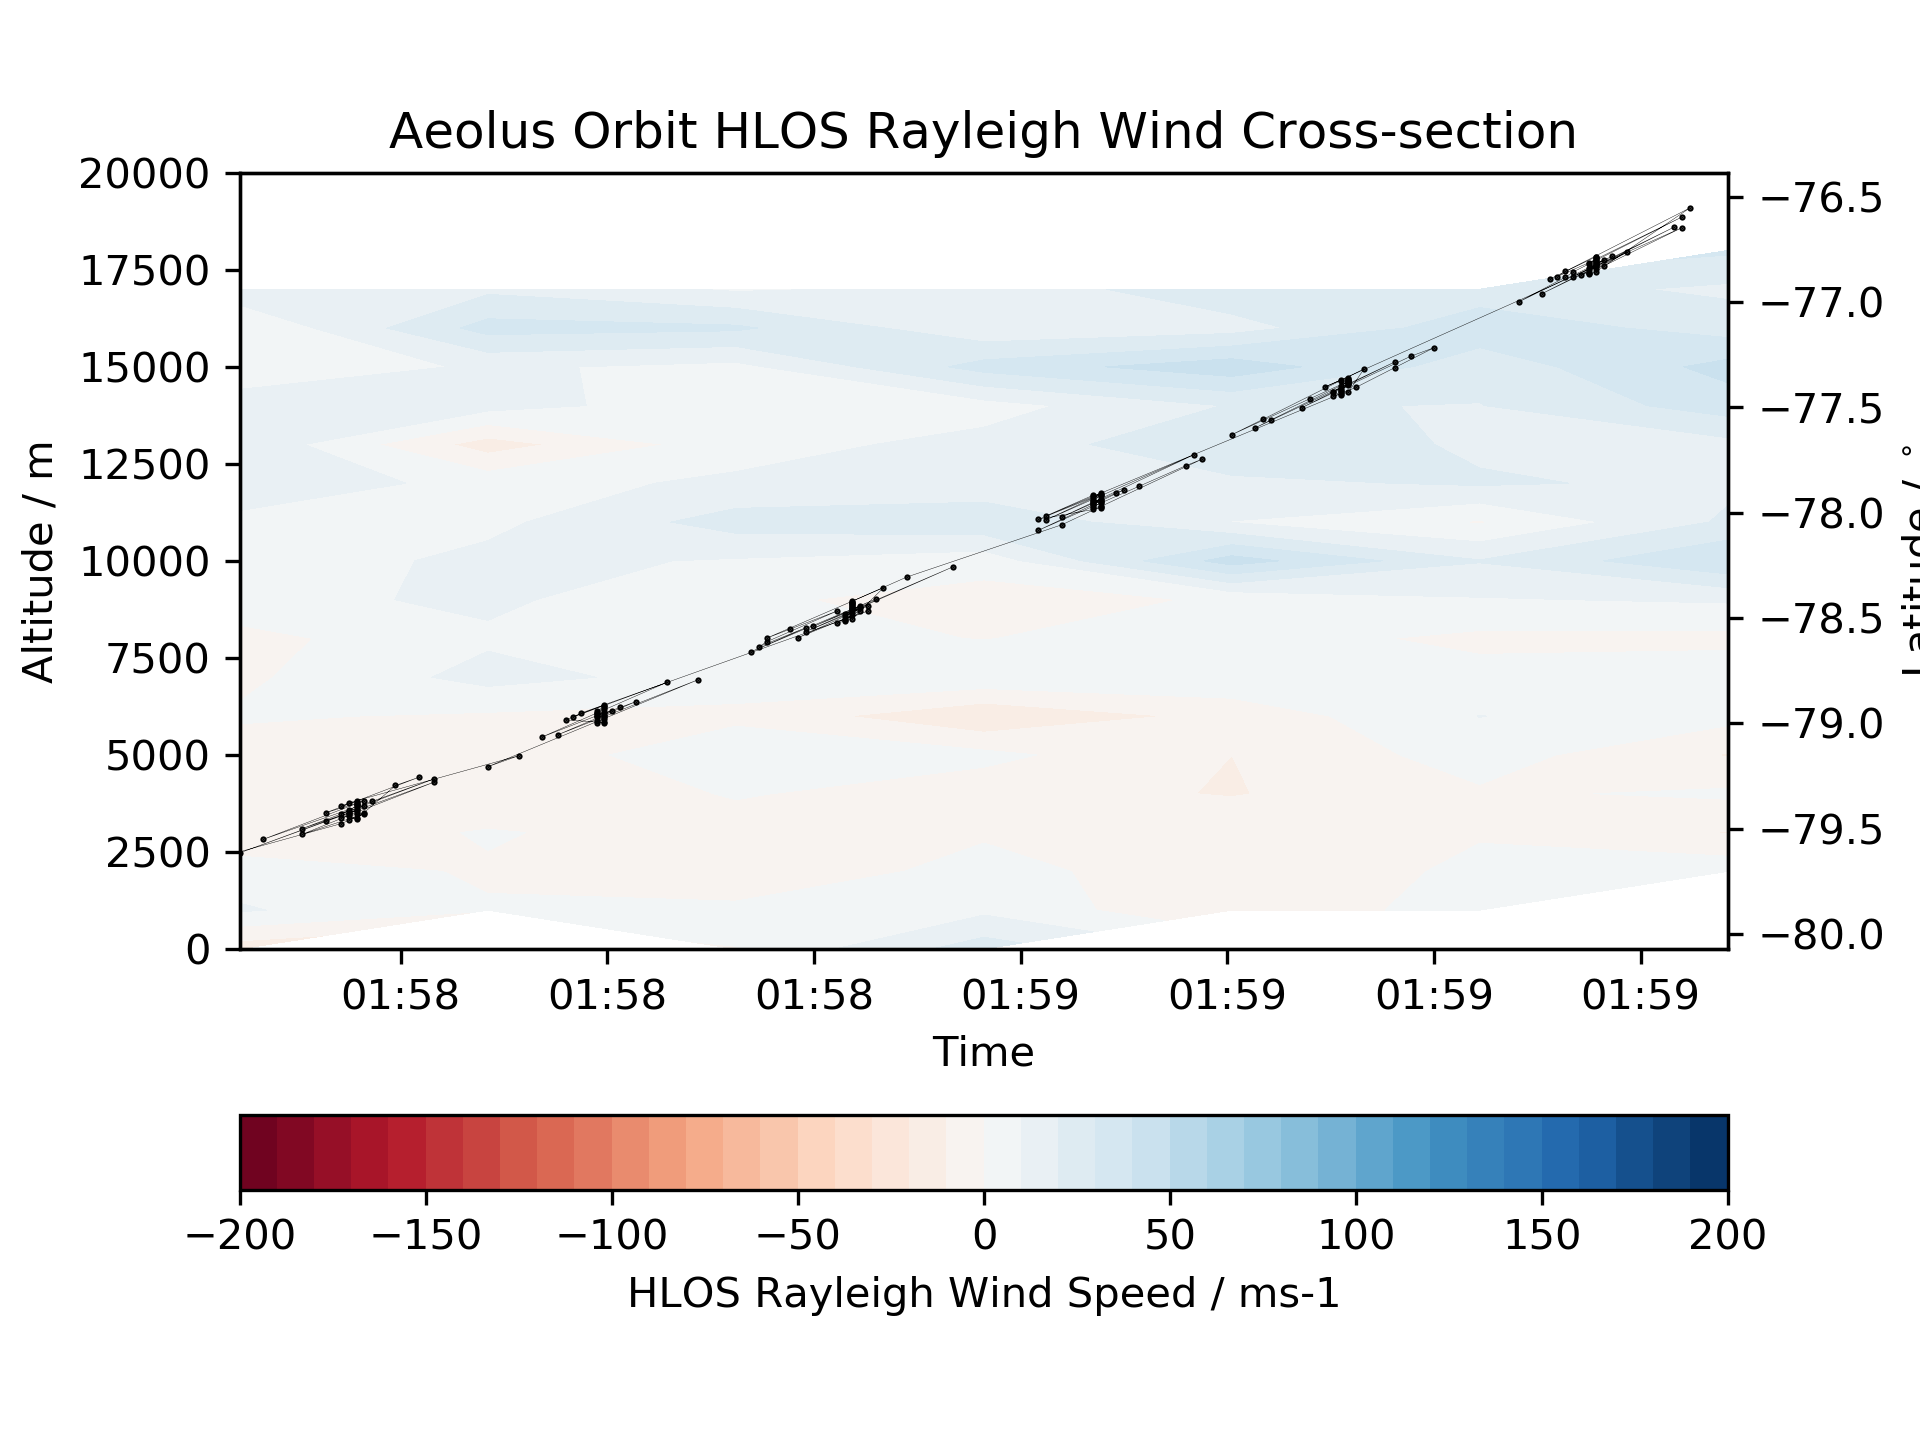 Aeolus Orbit HLOS Rayleigh Wind Cross-section
20000
17500
15000
12500
10000
7500
5000
2500
0
Altitude / m
−76.5
−77.0
−77.5
−78.0
−78.5
−79.0
−79.5
−80.0
Latitude / °
01:58 01:58 01:58 01:59 01:59 01:59 01:59
Time
−200 −150 −100 −50 0 50 100 150 200
HLOS Rayleigh Wind Speed / ms-1